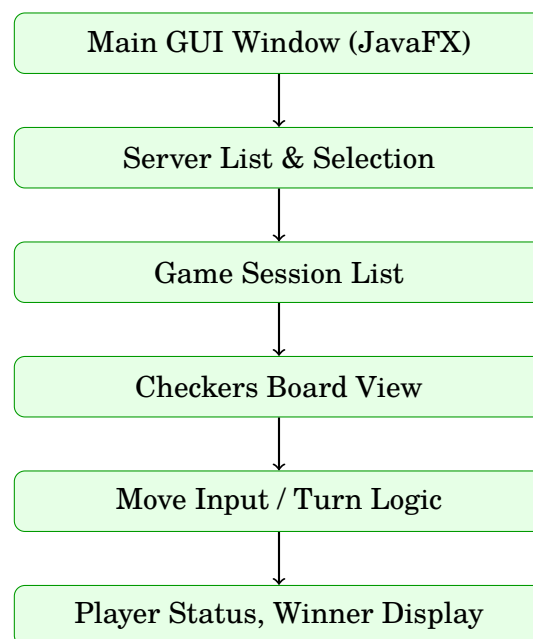 Main GUI Window (JavaFX)
Server List & Selection
Game Session List
Checkers Board View
Move Input / Turn Logic
Player Status, Winner Display